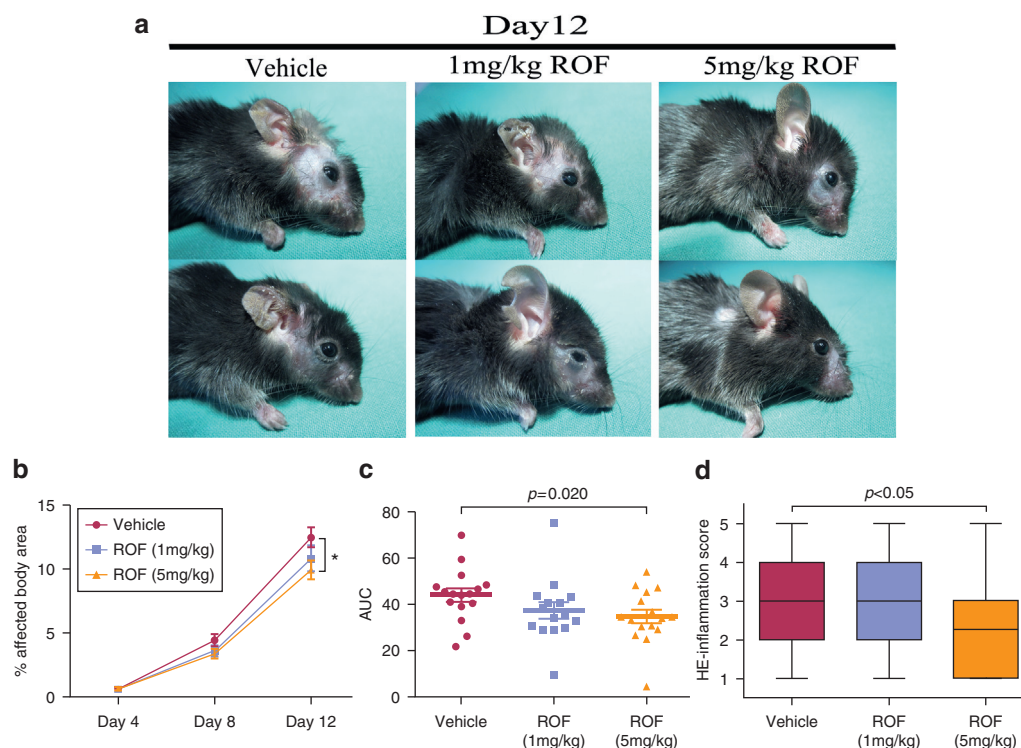 a
Day12
Vehicle
1mg/kg ROF
5mg/kg ROF
b
% affected body area
15
10
5
0
Vehicle
ROF (1mg/kg)
ROF (5mg/kg)
*
Day 4
Day 8
Day 12
c
p=0.020
AUC
80
60
40
20
0
Vehicle
ROF
(1mg/kg)
ROF
(5mg/kg)
d
p<0.05
HE-inflamation score
5
4
3
2
1
Vehicle
ROF
(1mg/kg)
ROF
(5mg/kg)